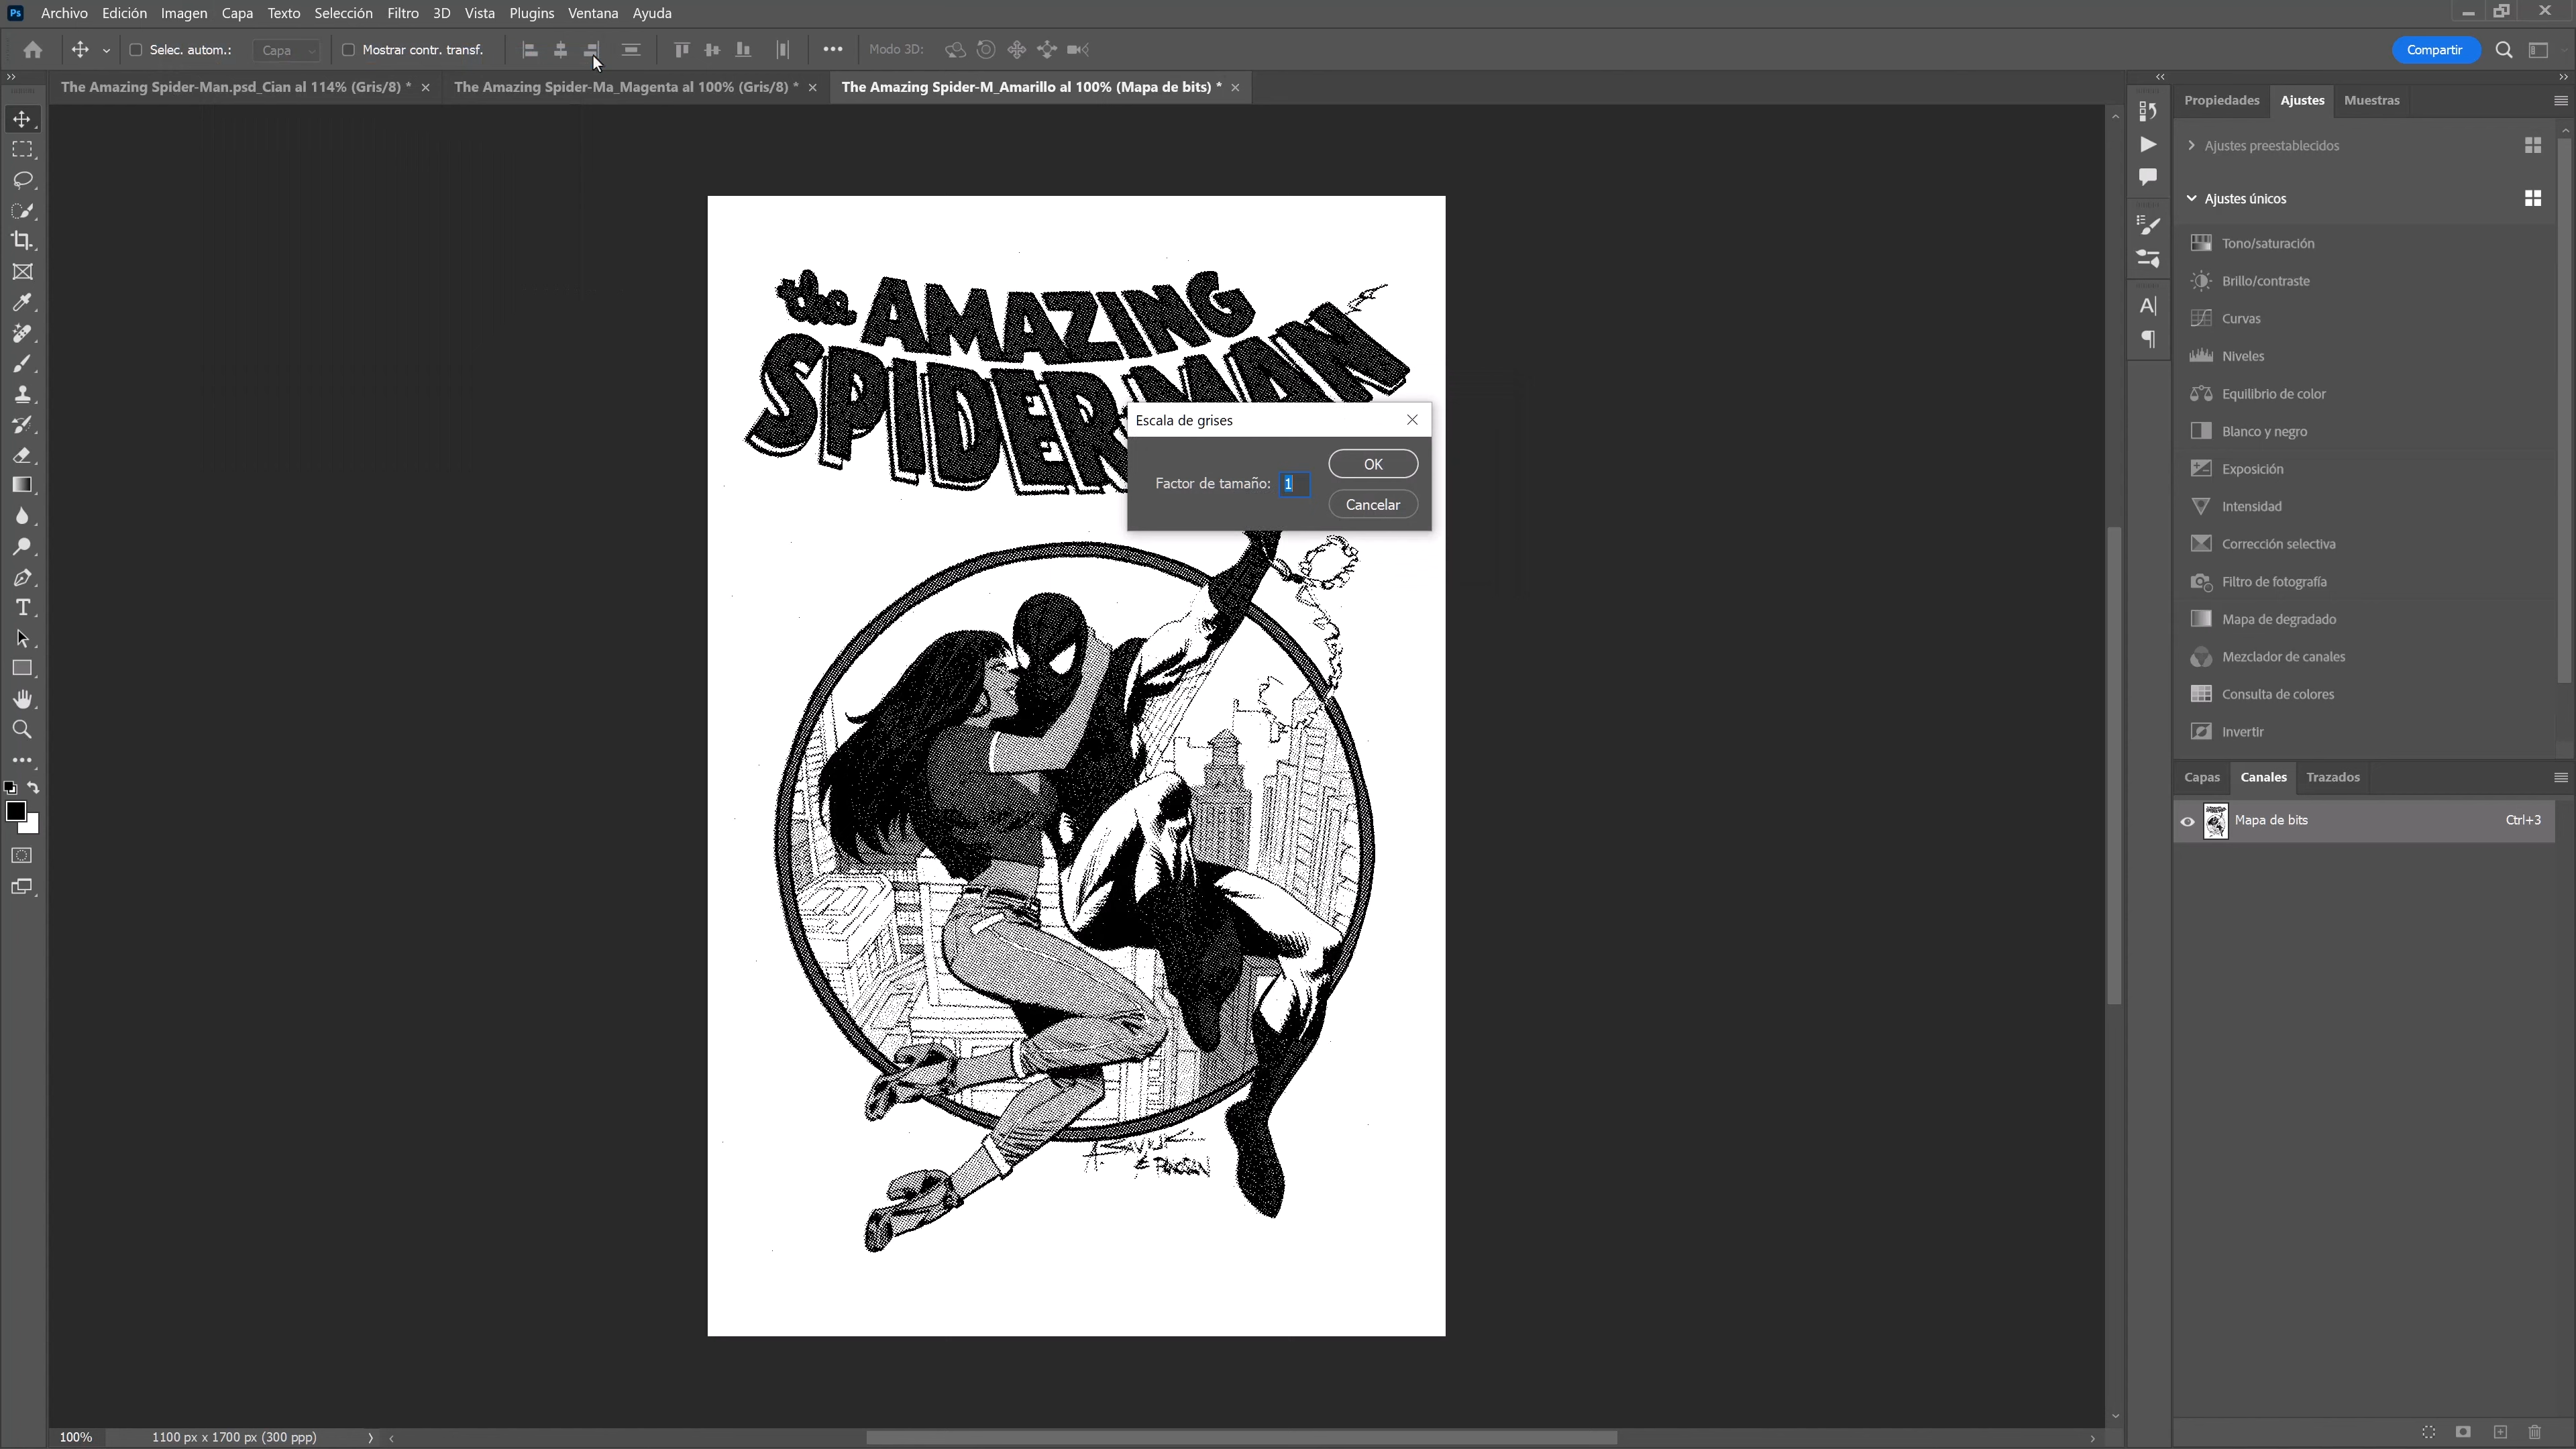 Ps Archivo Edición Imagen Capa Texto Selección Filtro 3D Vista Plugins Ventana Ayuda
Selec. autom.: Capa Mostrar contr. transf. Modo 3D: Compartir
The Amazing Spider-Man.psd_Cian al 114% (Gris/8) *
The Amazing Spider-Ma_Magenta al 100% (Gris/8) *
The Amazing Spider-M_Amarillo al 100% (Mapa de bits) *
Propiedades Ajustes Muestras
Ajustes preestablecidos
Ajustes únicos
Tono/saturación
Brillo/contraste
Curvas
Niveles
Equilibrio de color
Blanco y negro
Exposición
Intensidad
Corrección selectiva
Filtro de fotografía
Mapa de degradado
Mezclador de canales
Consulta de colores
Invertir
Capas Canales Trazados
Mapa de bits Ctrl+3
the AMAZING
SPIDER-MAN
Escala de grises
Factor de tamaño: 1
OK
Cancelar
100% 1100 px x 1700 px (300 ppp)